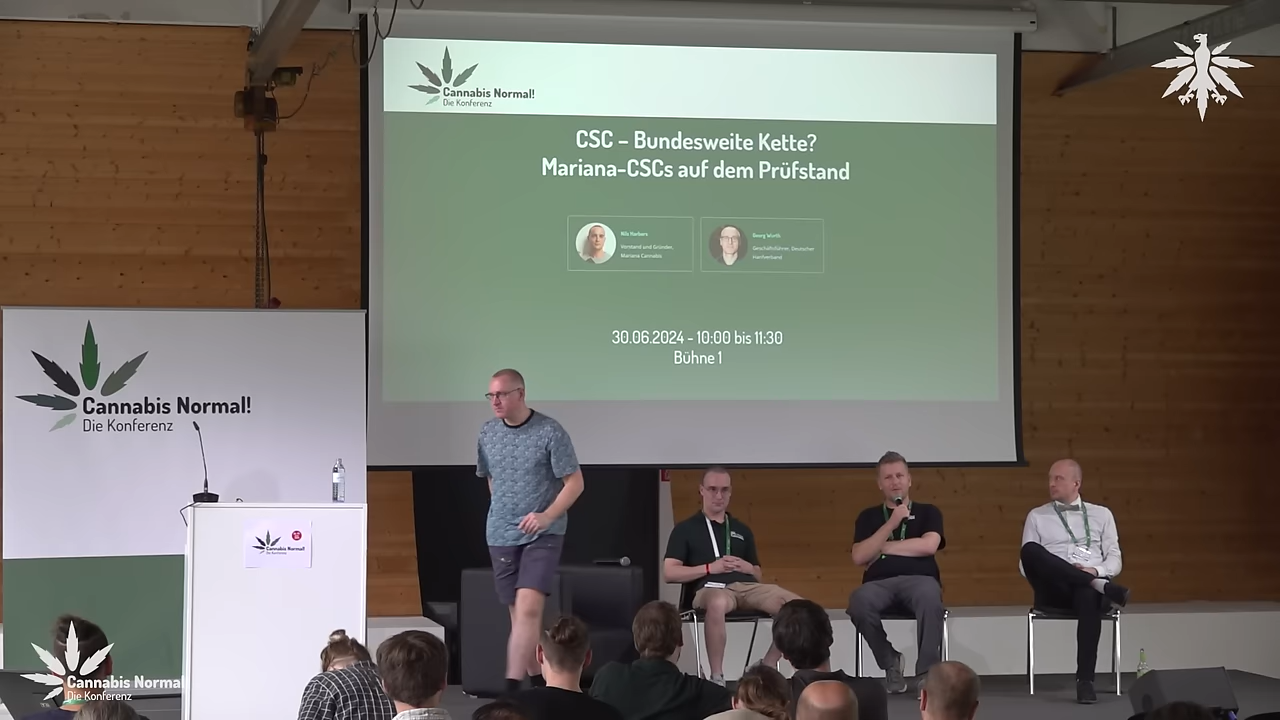 Cannabis Normal!
Die Konferenz
CSC – Bundesweite Kette?
Mariana-CSCs auf dem Prüfstand
Nils Harbers
Vorstand und Gründer,
Mariana Cannabis
Georg Wurth
Geschäftsführer, Deutscher
Hanfverband
30.06.2024 - 10:00 bis 11:30
Bühne 1
Cannabis Normal!
Die Konferenz
Cannabis Normal!
Die Konferenz
Cannabis Normal!
Die Konferenz